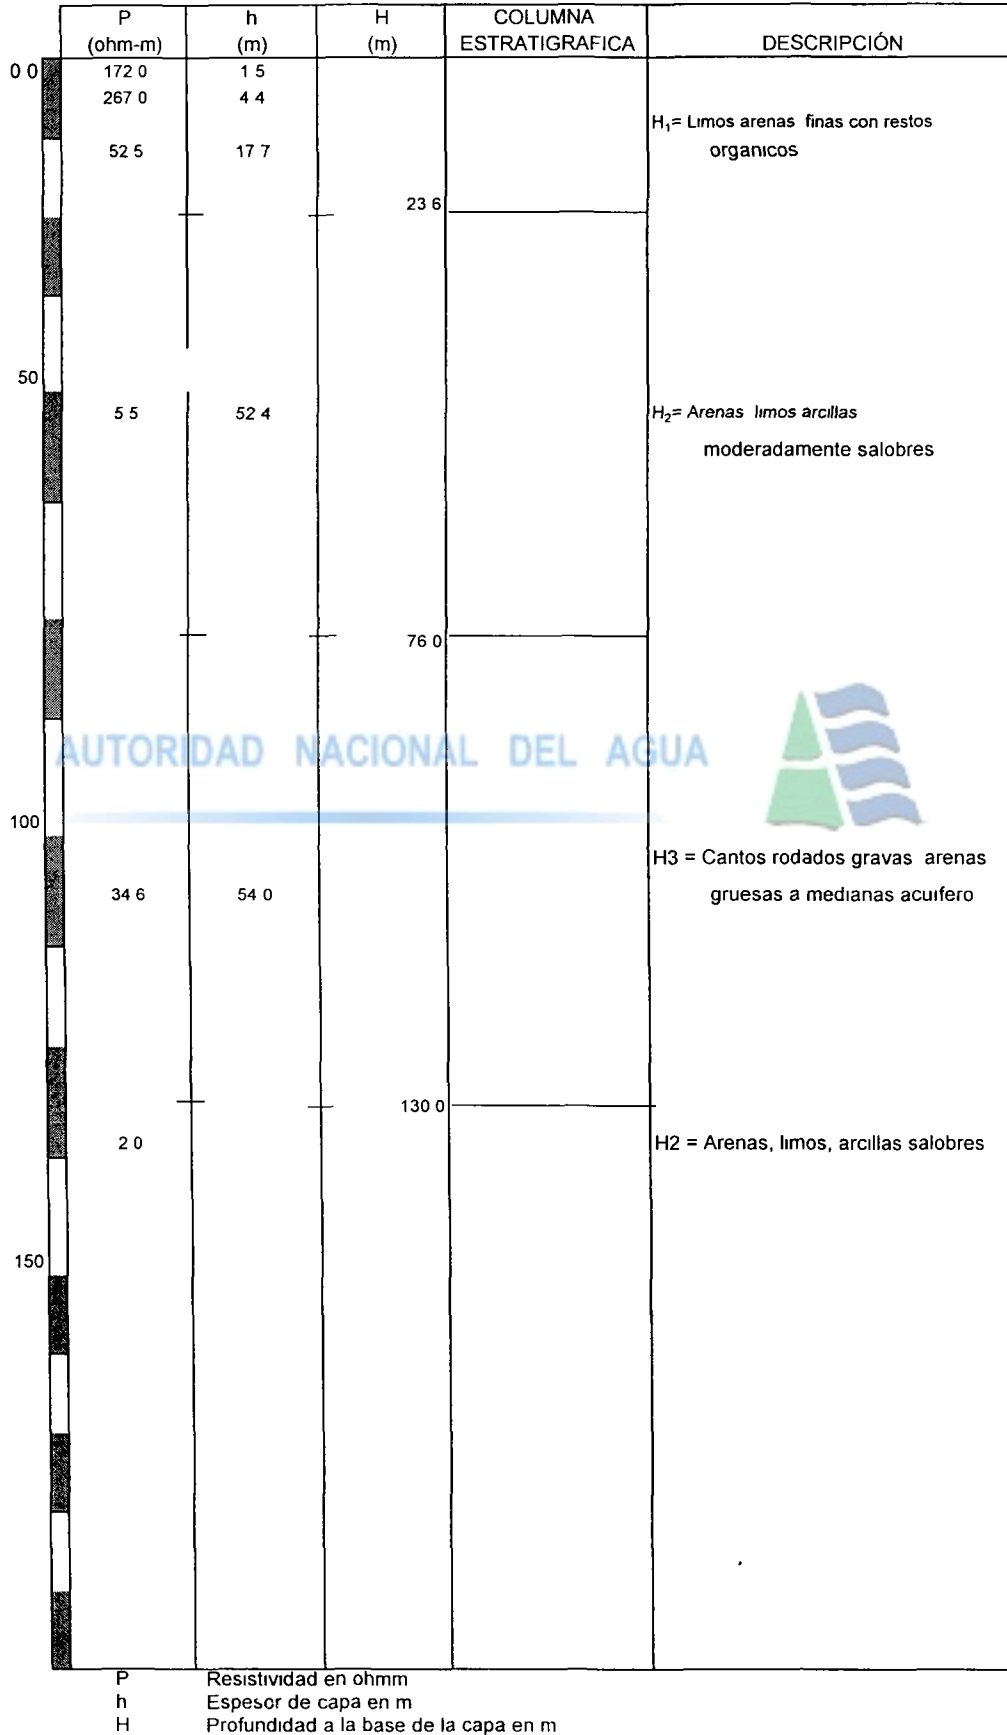 P h H COLUMNA
(ohm-m) (m) (m) ESTRATIGRAFICA DESCRIPCIÓN
0 0 172 0 1 5
267 0 4 4
H₁= Limos arenas finas con restos
52 5 17 7 organicos
23 6
50
5 5 52 4 H₂= Arenas limos arcillas
moderadamente salobres
76 0
AUTORIDAD NACIONAL DEL AGUA
100
H3 = Cantos rodados gravas arenas
34 6 54 0 gruesas a medianas acuifero
130 0
2 0 H2 = Arenas, limos, arcillas salobres
150
P Resistividad en ohmm
h Espesor de capa en m
H Profundidad a la base de la capa en m